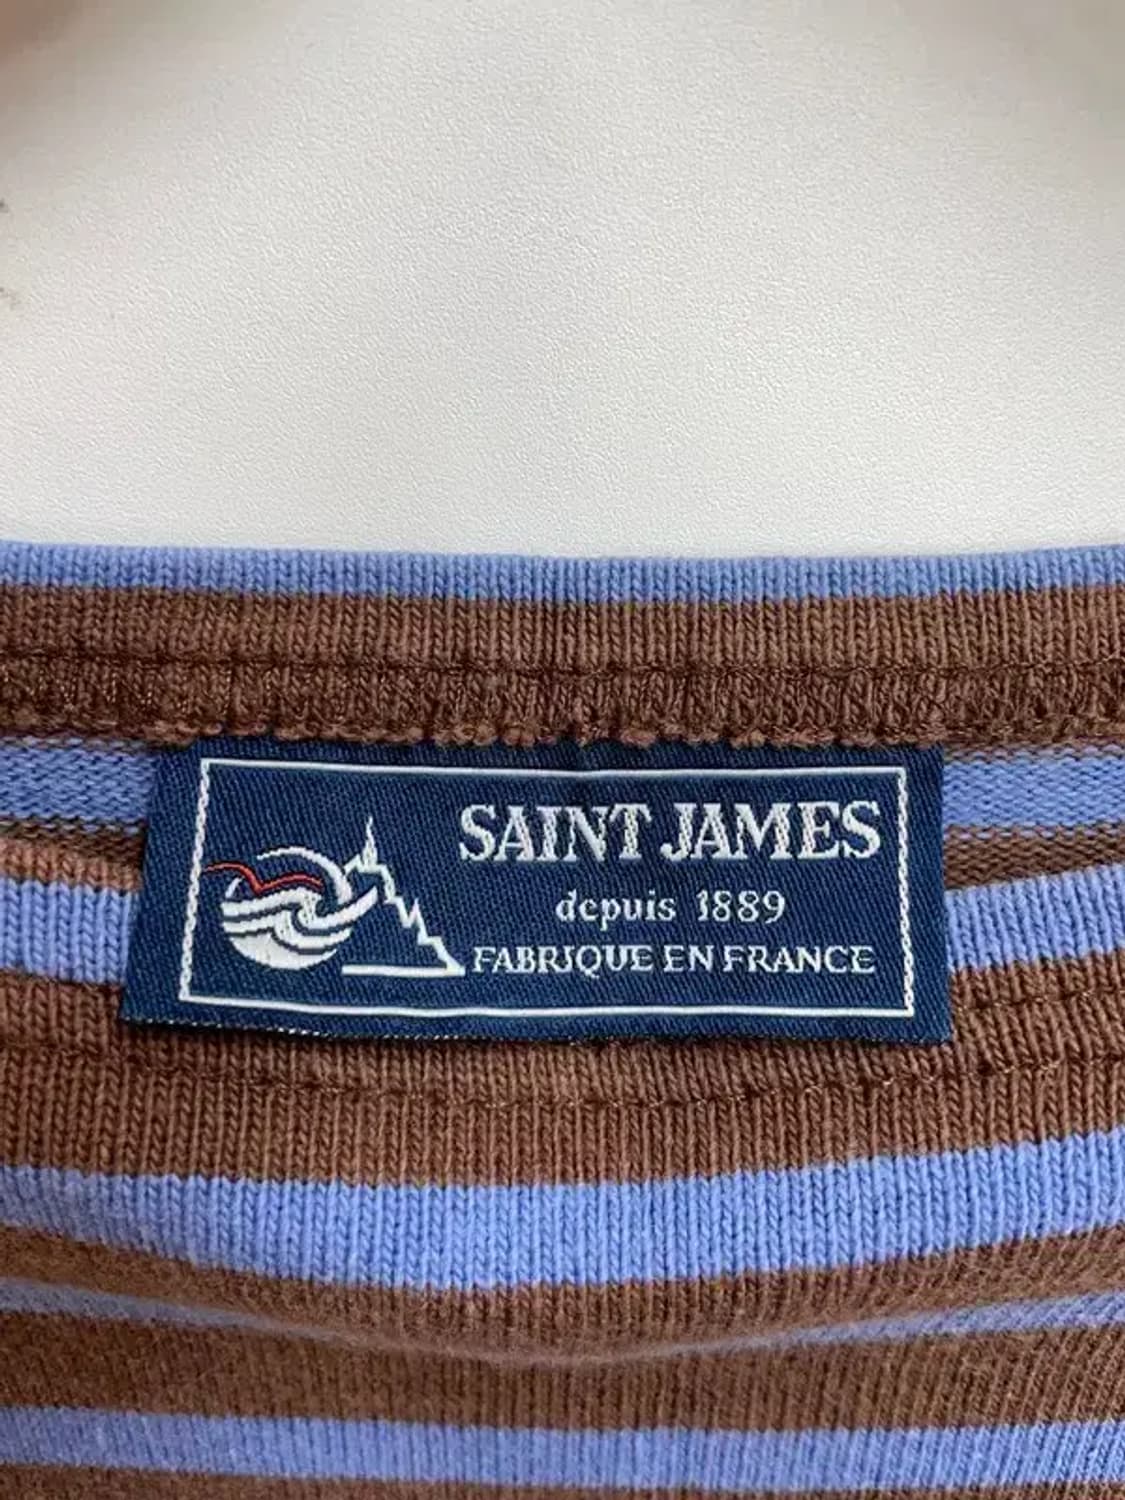 SAINT JAMES
depuis 1889
FABRIQUE EN FRANCE